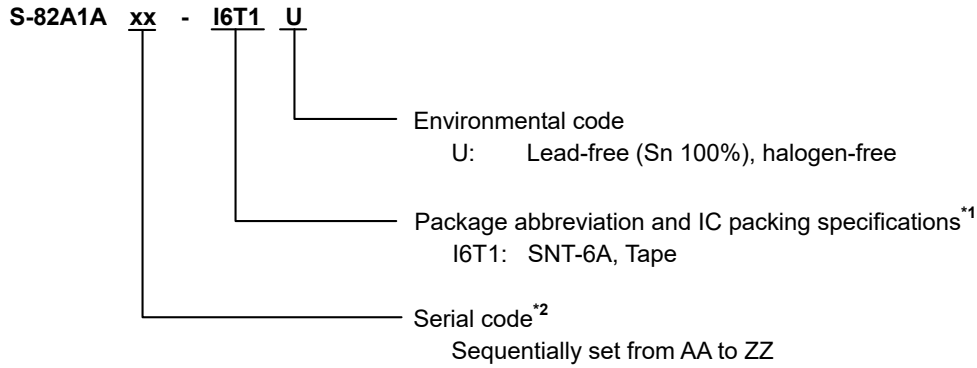 S-82A1A xx - I6T1 U
Environmental code
U: Lead-free (Sn 100%), halogen-free
Package abbreviation and IC packing specifications*1
I6T1: SNT-6A, Tape
Serial code*2
Sequentially set from AA to ZZ